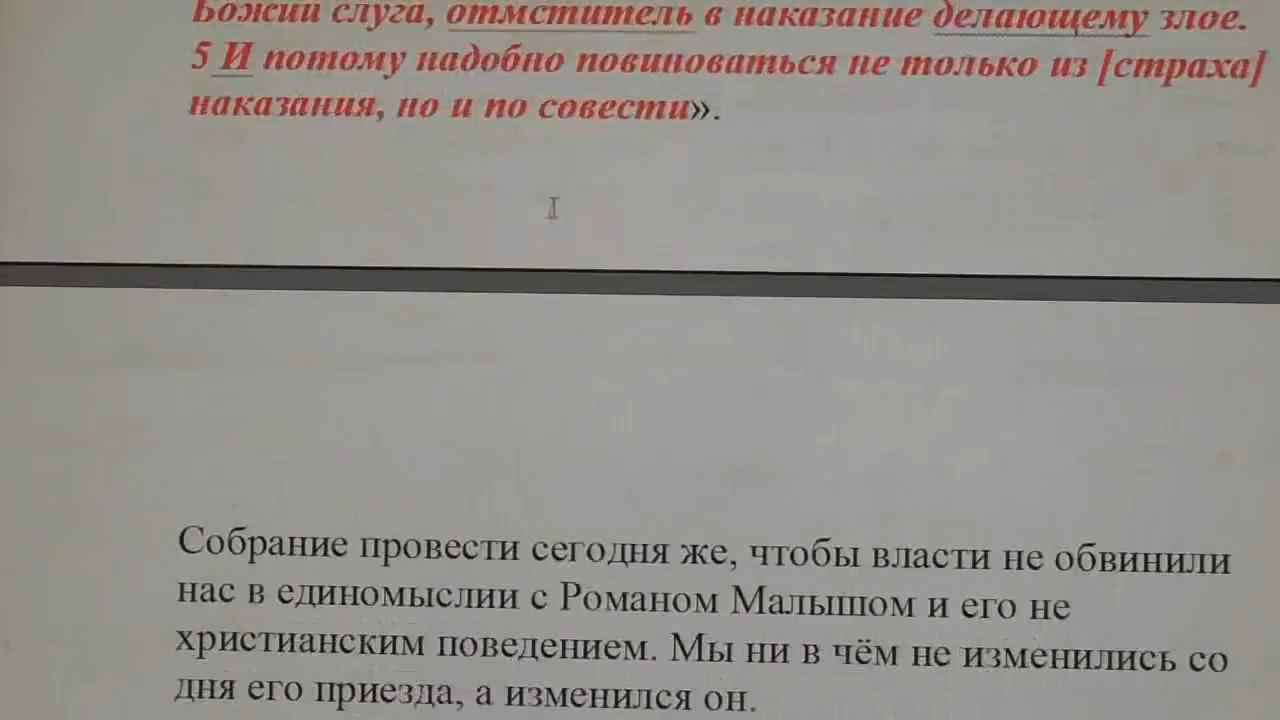 Божий слуга, отмститель в наказание делающему злое.
5 И потому надобно повиноваться не только из [страха]
наказания, но и по совести».
Собрание провести сегодня же, чтобы власти не обвинили
нас в единомыслии с Романом Малышом и его не
христианским поведением. Мы ни в чём не изменились со
дня его приезда, а изменился он.